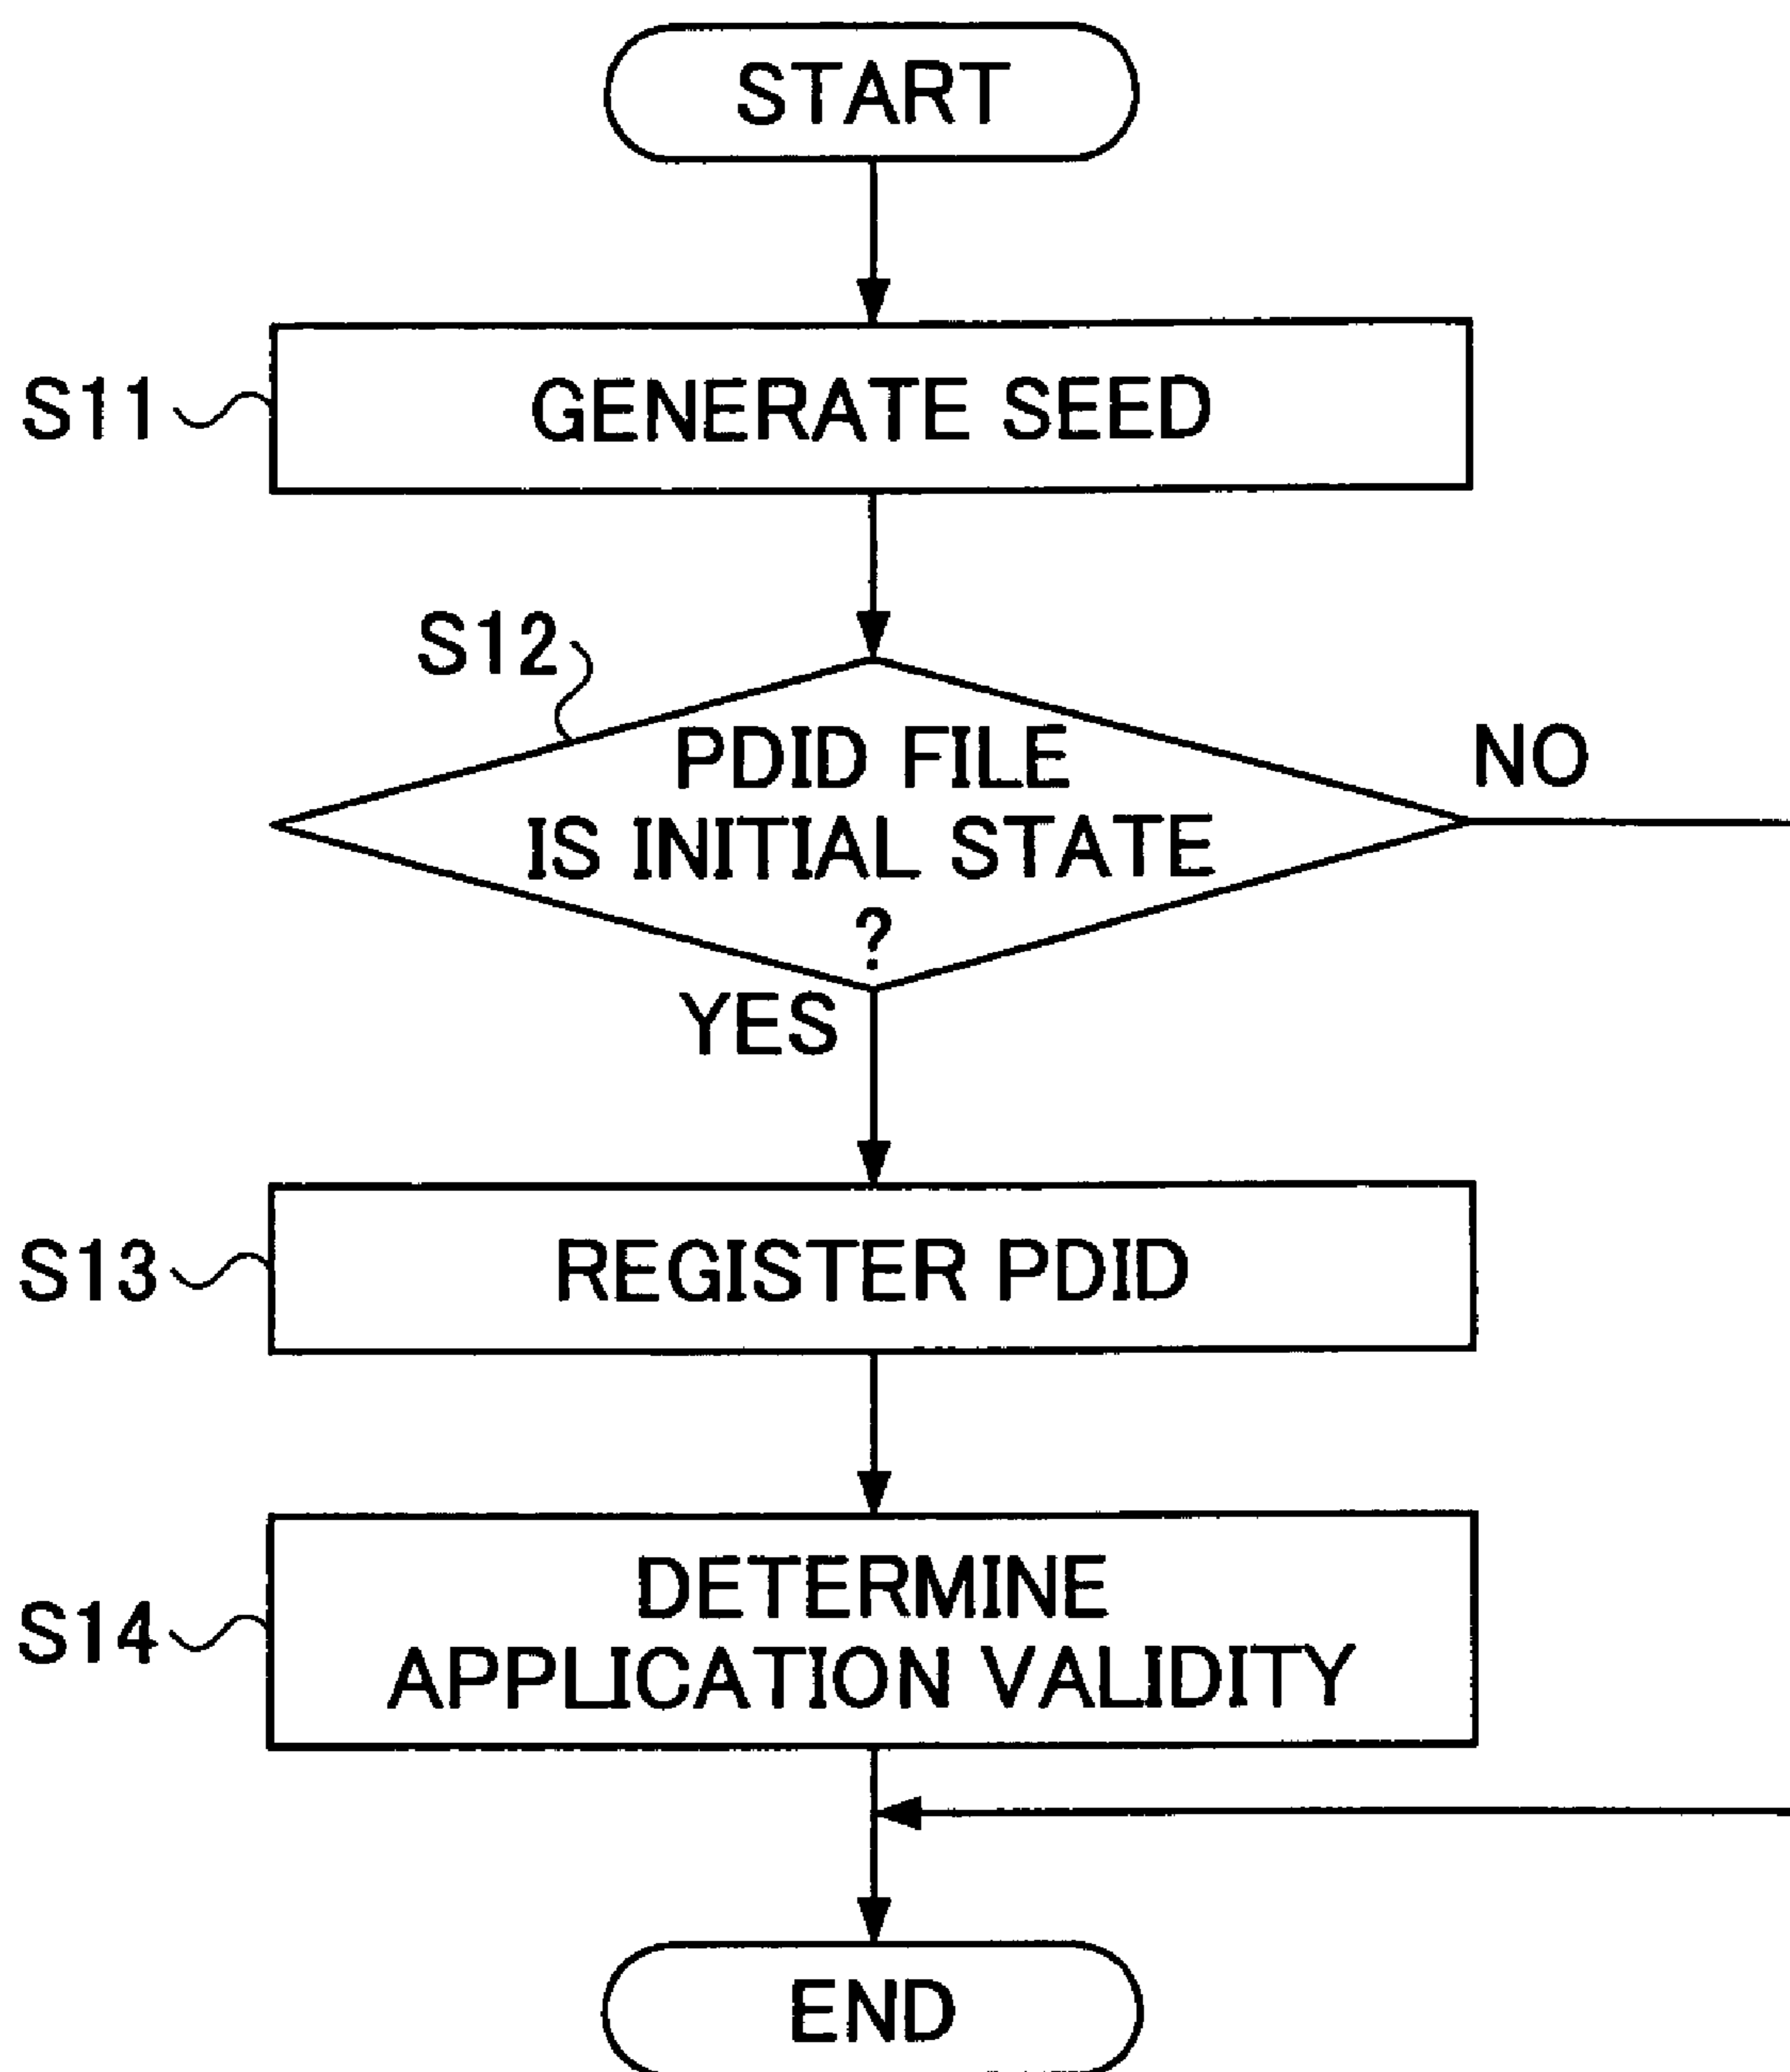 START
S11
GENERATE SEED
S12
PDID FILE
IS INITIAL STATE
?
NO
YES
S13
REGISTER PDID
S14
DETERMINE
APPLICATION VALIDITY
END